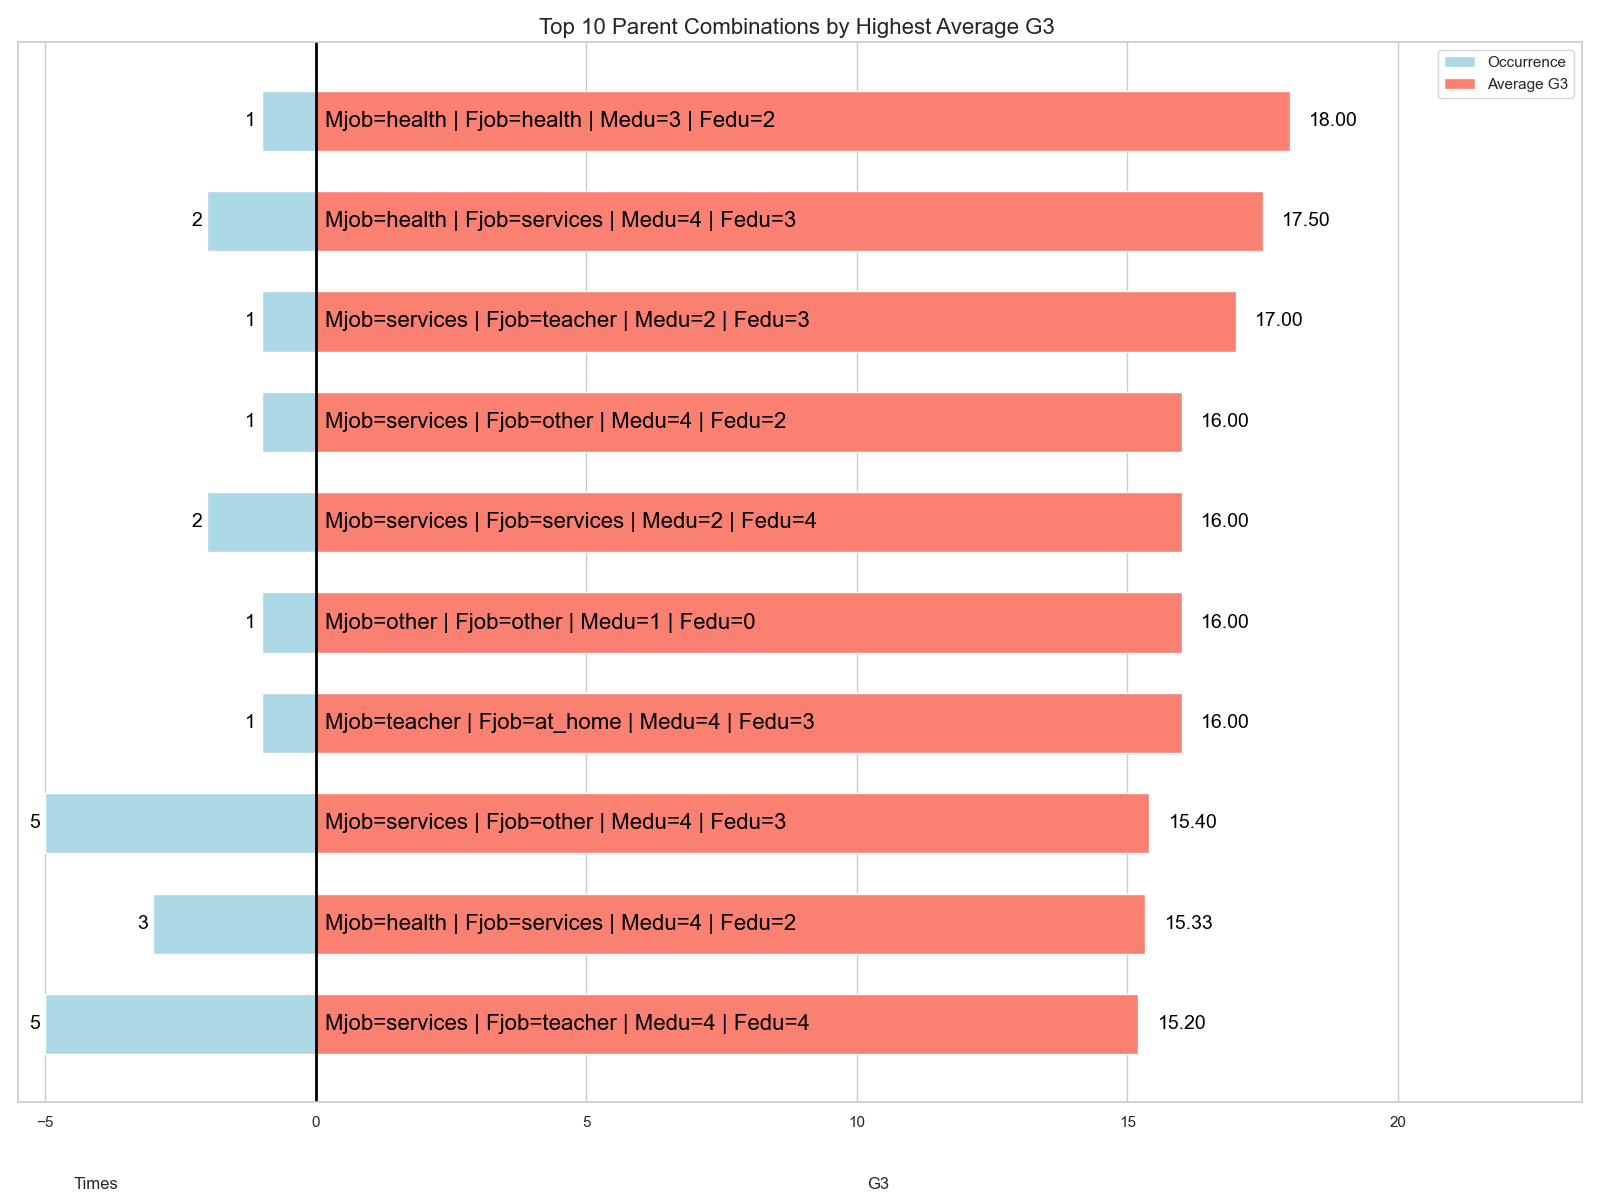 Top 10 Parent Combinations by Highest Average G3
Occurrence
Average G3
1 Mjob=health | Fjob=health | Medu=3 | Fedu=2 18.00
2 Mjob=health | Fjob=services | Medu=4 | Fedu=3 17.50
1 Mjob=services | Fjob=teacher | Medu=2 | Fedu=3 17.00
1 Mjob=services | Fjob=other | Medu=4 | Fedu=2 16.00
2 Mjob=services | Fjob=services | Medu=2 | Fedu=4 16.00
1 Mjob=other | Fjob=other | Medu=1 | Fedu=0 16.00
1 Mjob=teacher | Fjob=at_home | Medu=4 | Fedu=3 16.00
5 Mjob=services | Fjob=other | Medu=4 | Fedu=3 15.40
3 Mjob=health | Fjob=services | Medu=4 | Fedu=2 15.33
5 Mjob=services | Fjob=teacher | Medu=4 | Fedu=4 15.20
−5 0 5 10 15 20
Times G3